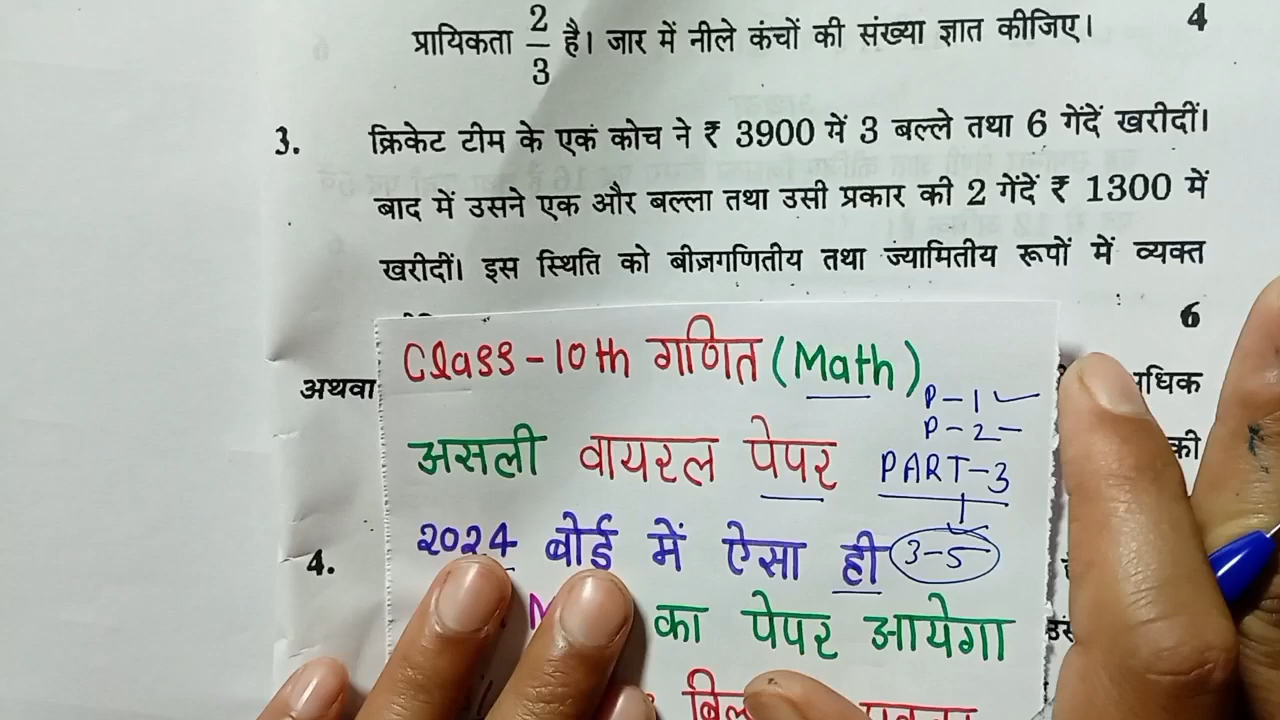 प्रायिकता 2/3 है। जार में नीले कंचों की संख्या ज्ञात कीजिए। 4
3. क्रिकेट टीम के एक कोच ने ₹ 3900 में 3 बल्ले तथा 6 गेंदें खरीदीं।
बाद में उसने एक और बल्ला तथा उसी प्रकार की 2 गेंदें ₹ 1300 में
खरीदीं। इस स्थिति को बीजगणितीय तथा ज्यामितीय रूपों में व्यक्त
6
Class-10th गणित (Math)
अथवा
P-1
P-2
असली वायरल पेपर PART-3
की
2024 बोर्ड में ऐसा ही 3-5
4.
का पेपर आयेगा